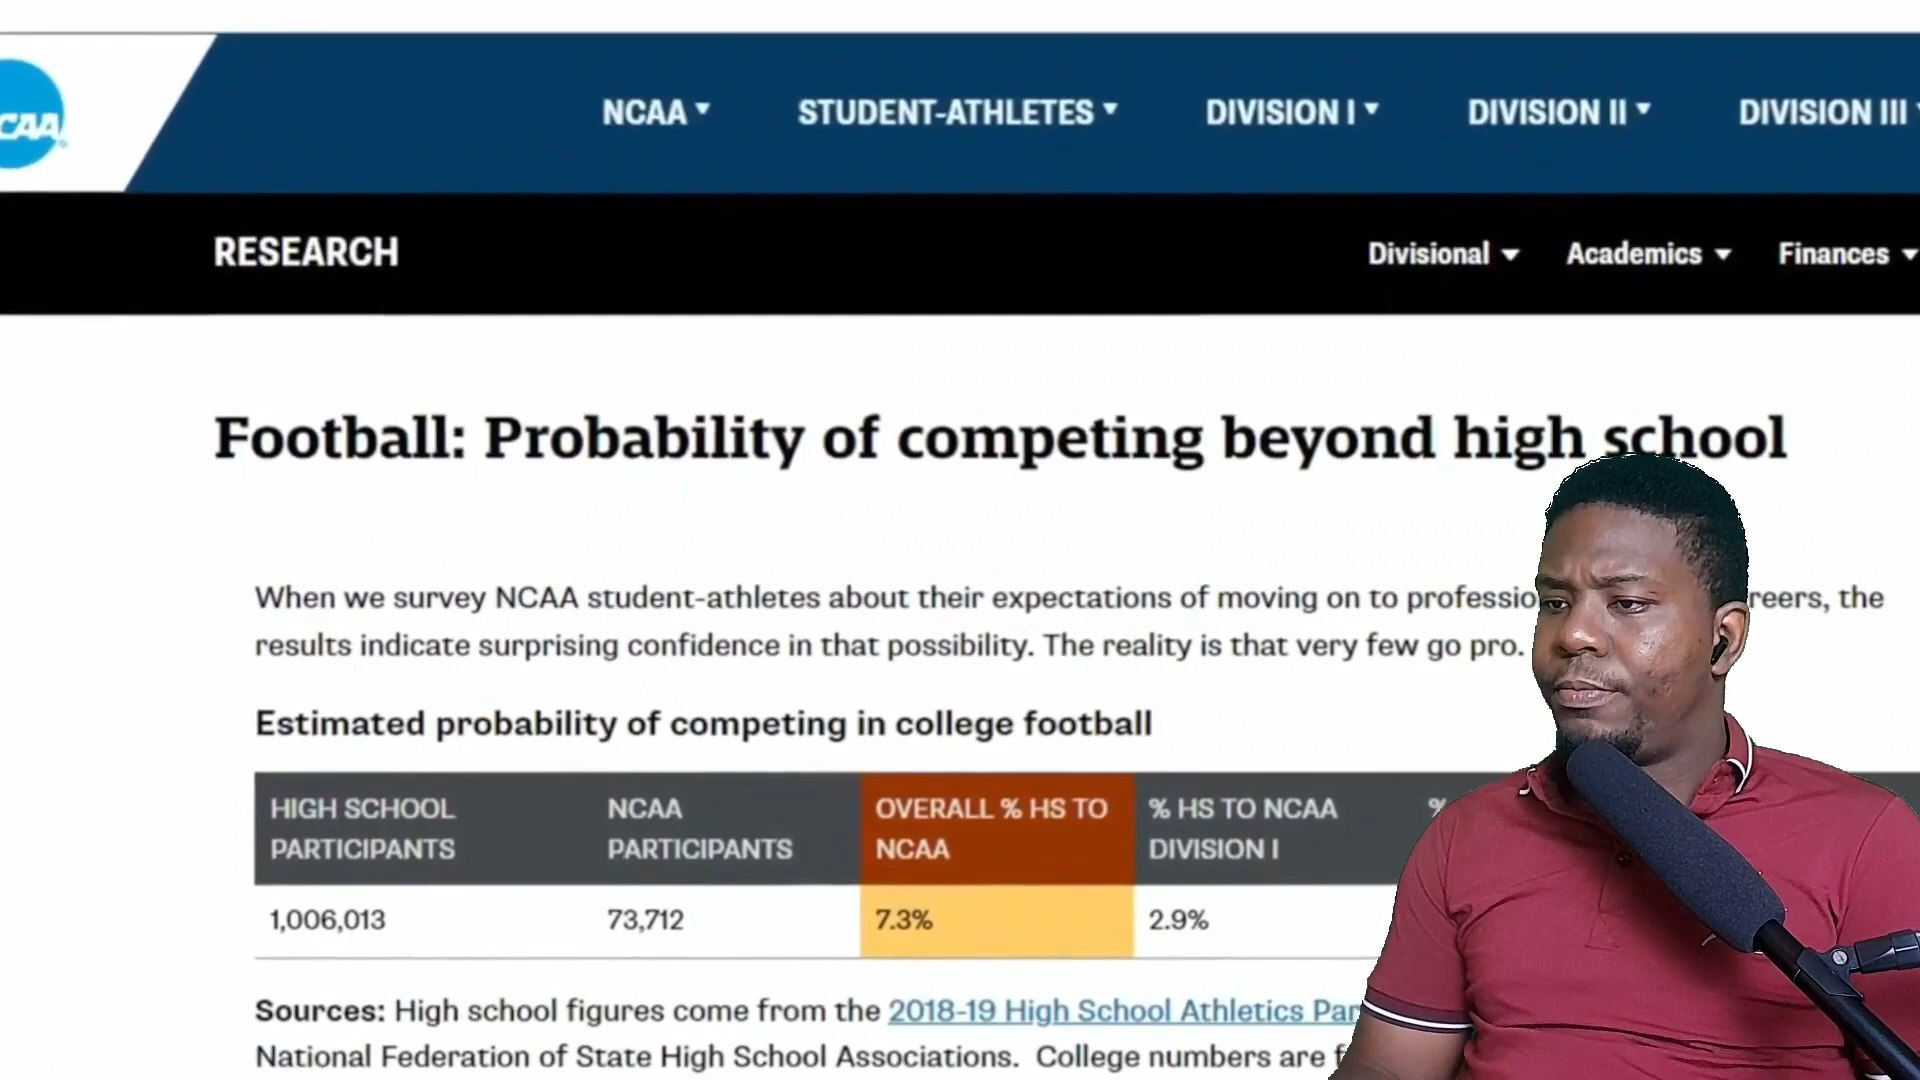 CAA
NCAA STUDENT-ATHLETES DIVISION I DIVISION II DIVISION III
RESEARCH Divisional Academics Finances
Football: Probability of competing beyond high school
When we survey NCAA student-athletes about their expectations of moving on to professio reers, the
results indicate surprising confidence in that possibility. The reality is that very few go pro.
Estimated probability of competing in college football
HIGH SCHOOL NCAA OVERALL % HS TO % HS TO NCAA %
PARTICIPANTS PARTICIPANTS NCAA DIVISION I
1,006,013 73,712 7.3% 2.9%
Sources: High school figures come from the 2018-19 High School Athletics Par
National Federation of State High School Associations. College numbers are f